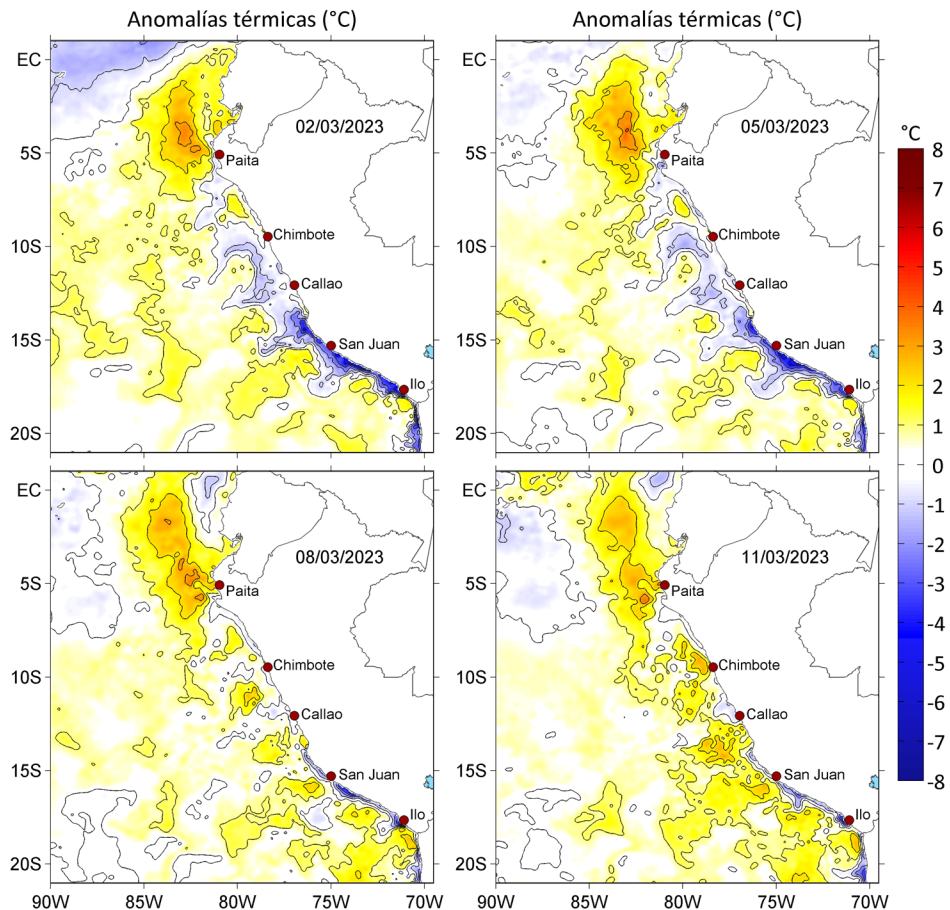 Anomalías térmicas (°C)
Anomalías térmicas (°C)
EC
5S
10S
15S
20S
02/03/2023
Paita
Chimbote
Callao
San Juan
Ilo
EC
5S
10S
15S
20S
05/03/2023
Paita
Chimbote
Callao
San Juan
Ilo
°C
8
7
6
5
4
3
2
1
0
-1
-2
-3
-4
-5
-6
-7
-8
EC
5S
10S
15S
20S
08/03/2023
Paita
Chimbote
Callao
San Juan
Ilo
90W
85W
80W
75W
70W
EC
5S
10S
15S
20S
11/03/2023
Paita
Chimbote
Callao
San Juan
Ilo
90W
85W
80W
75W
70W